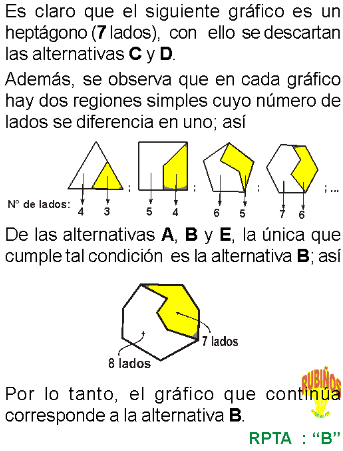 Es claro que el siguiente gráfico es un
heptágono (7 lados), con ello se descartan
las alternativas C y D.
Además, se observa que en cada gráfico
hay dos regiones simples cuyo número de
lados se diferencia en uno; así
; ; ; ; ...
N° de lados: 4 3 5 4 6 5 7 6
De las alternativas A, B y E, la única que
cumple tal condición es la alternativa B; así
7 lados
8 lados
RUBIÑOS
Por lo tanto, el gráfico que continúa
corresponde a la alternativa B.
RPTA : “B”